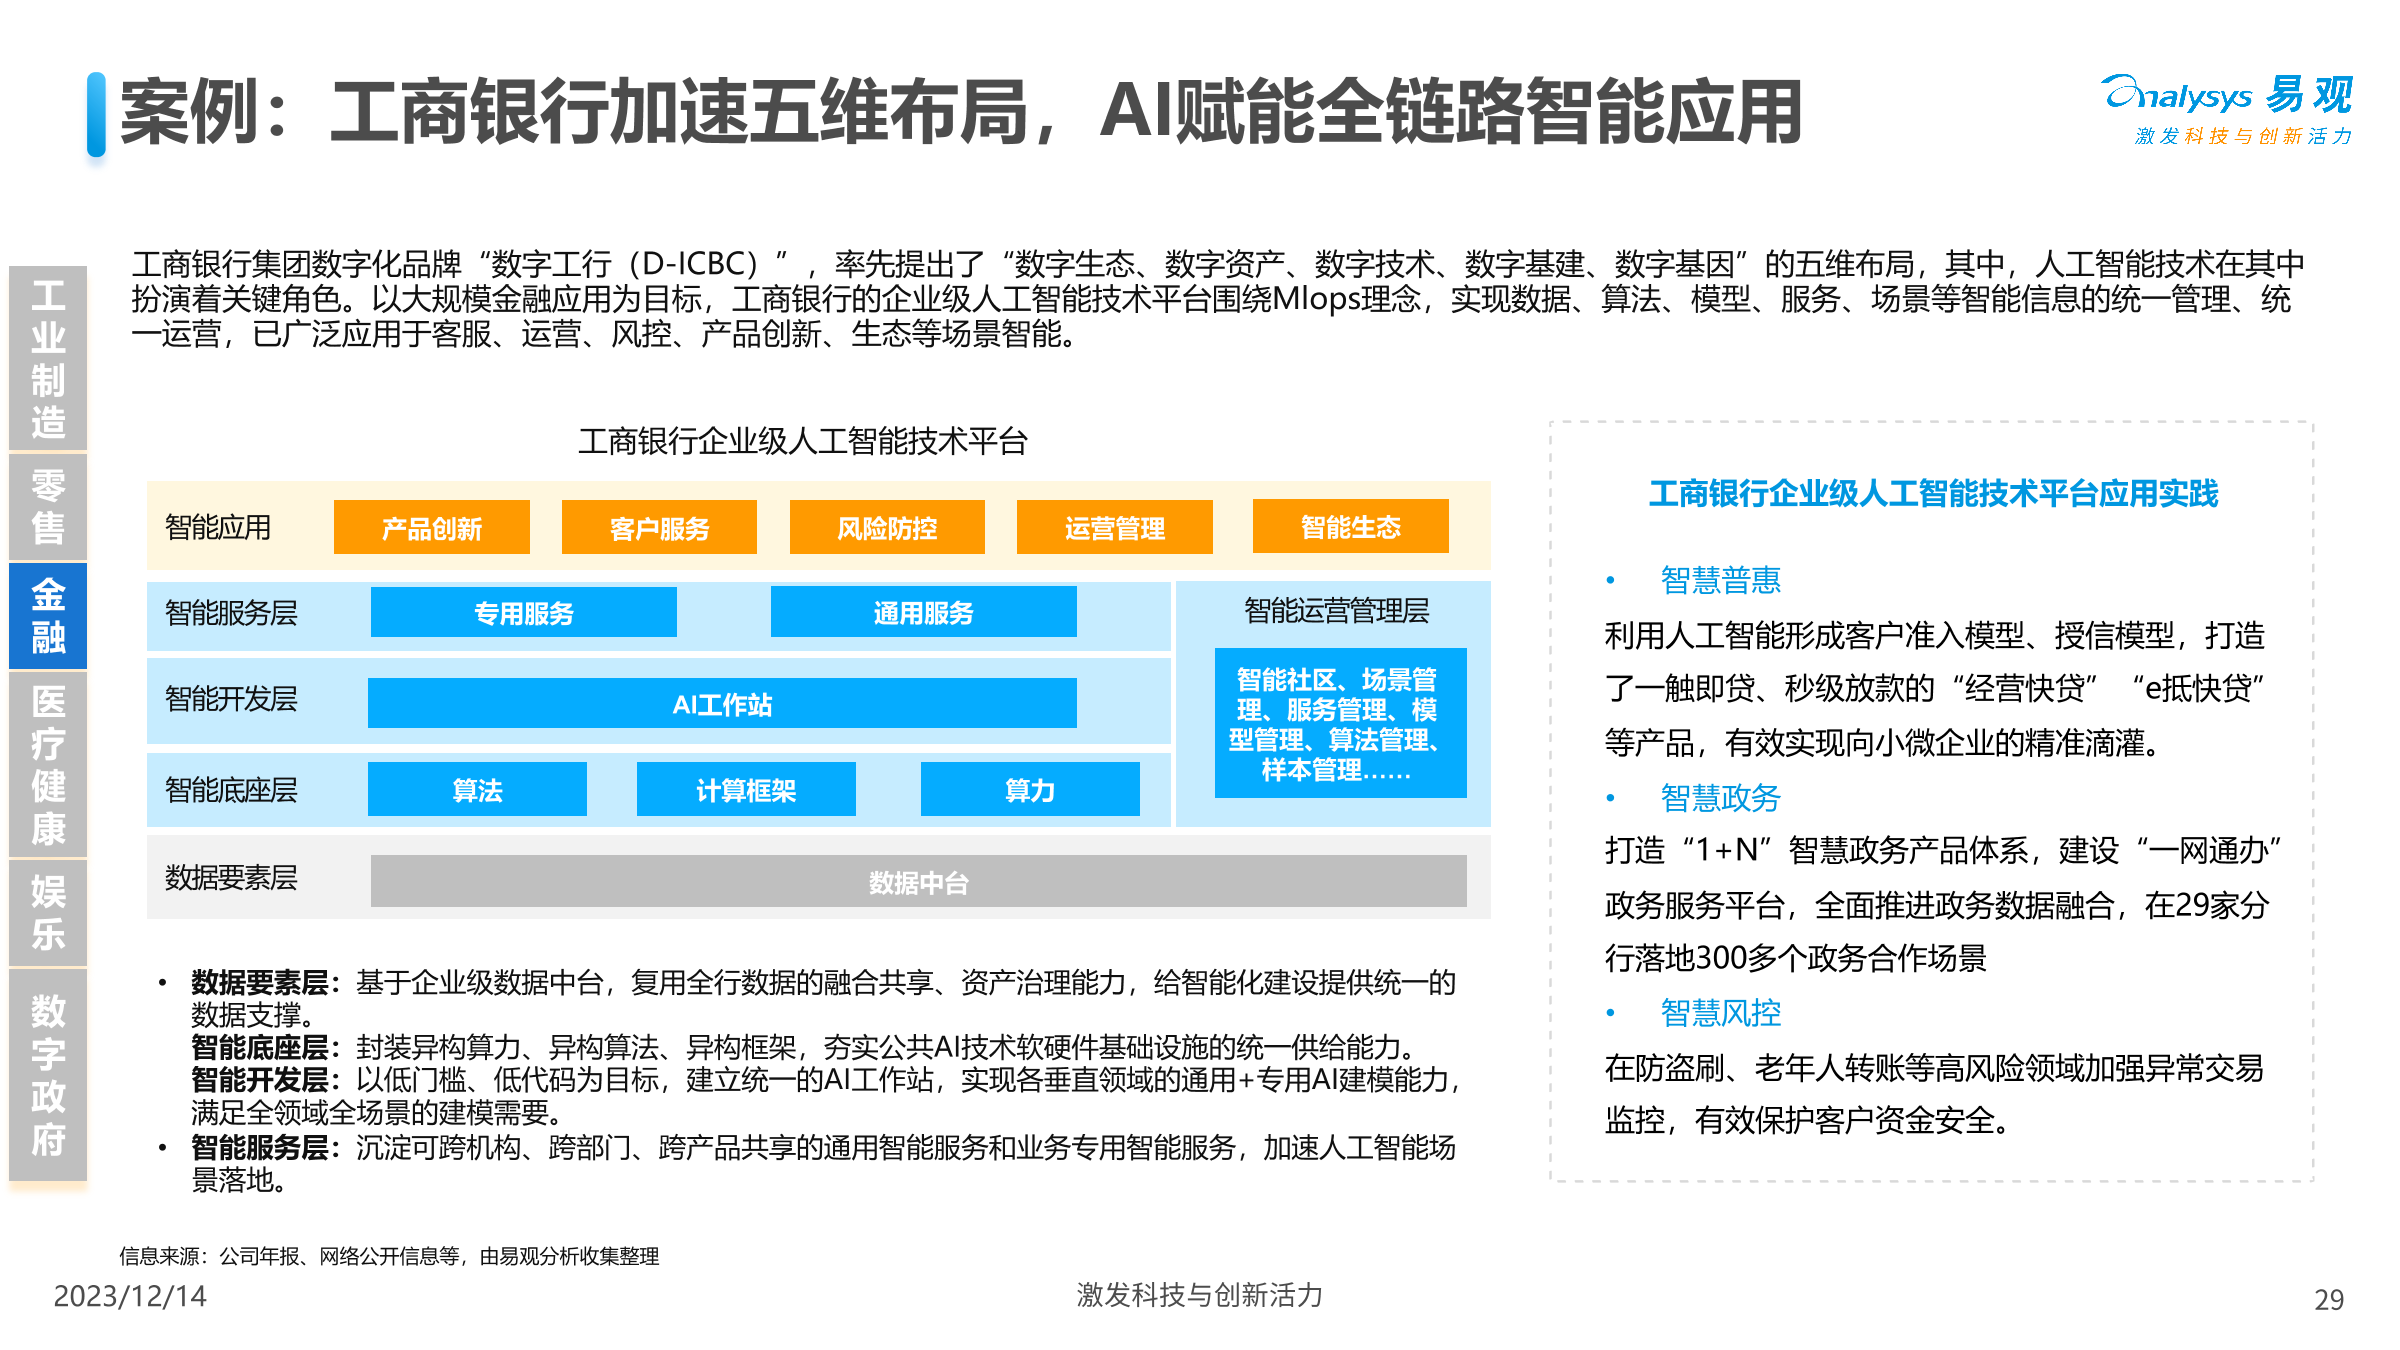 案例：工商银行加速五维布局，AI赋能全链路智能应用
analysys 易观
激发科技与创新活力
工商银行集团数字化品牌“数字工行（D-ICBC）”，率先提出了“数字生态、数字资产、数字技术、数字基建、数字基因”的五维布局，其中，人工智能技术在其中
扮演着关键角色。以大规模金融应用为目标，工商银行的企业级人工智能技术平台围绕Mlops理念，实现数据、算法、模型、服务、场景等智能信息的统一管理、统
一运营，已广泛应用于客服、运营、风控、产品创新、生态等场景智能。
工业制造
零售
金融
医疗健康
娱乐
数字政府
工商银行企业级人工智能技术平台
智能应用
产品创新
客户服务
风险防控
运营管理
智能生态
智能服务层
专用服务
通用服务
智能开发层
AI工作站
智能底座层
算法
计算框架
算力
智能运营管理层
智能社区、场景管
理、服务管理、模
型管理、算法管理、
样本管理……
数据要素层
数据中台
• 数据要素层：基于企业级数据中台，复用全行数据的融合共享、资产治理能力，给智能化建设提供统一的
数据支撑。
智能底座层：封装异构算力、异构算法、异构框架，夯实公共AI技术软硬件基础设施的统一供给能力。
智能开发层：以低门槛、低代码为目标，建立统一的AI工作站，实现各垂直领域的通用+专用AI建模能力，
满足全领域全场景的建模需要。
• 智能服务层：沉淀可跨机构、跨部门、跨产品共享的通用智能服务和业务专用智能服务，加速人工智能场
景落地。
工商银行企业级人工智能技术平台应用实践
• 智慧普惠
利用人工智能形成客户准入模型、授信模型，打造
了一触即贷、秒级放款的“经营快贷”“e抵快贷”
等产品，有效实现向小微企业的精准滴灌。
• 智慧政务
打造“1+N”智慧政务产品体系，建设“一网通办”
政务服务平台，全面推进政务数据融合，在29家分
行落地300多个政务合作场景
• 智慧风控
在防盗刷、老年人转账等高风险领域加强异常交易
监控，有效保护客户资金安全。
信息来源：公司年报、网络公开信息等，由易观分析收集整理
2023/12/14
激发科技与创新活力
29